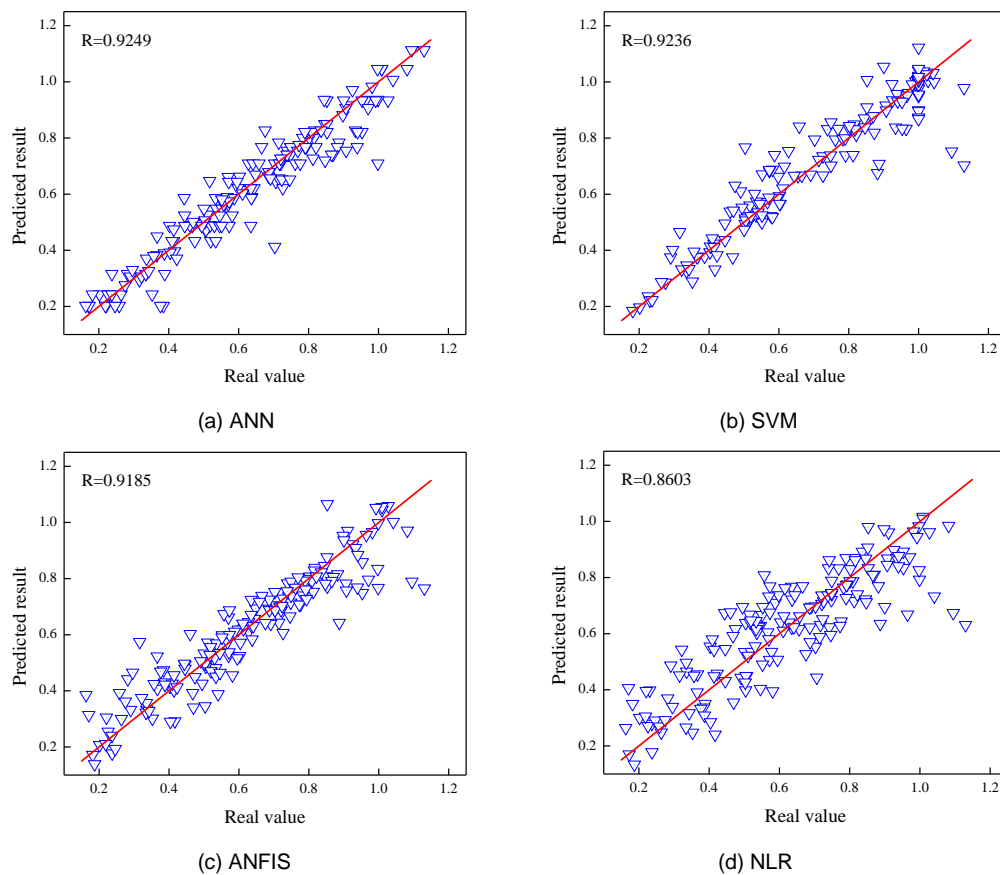 1.2
R=0.9249
1.0
0.8
0.6
0.4
0.2
Predicted result
0.2 0.4 0.6 0.8 1.0 1.2
Real value
(a) ANN
1.2
R=0.9236
1.0
0.8
0.6
0.4
0.2
Predicted result
0.2 0.4 0.6 0.8 1.0 1.2
Real value
(b) SVM
1.2
R=0.9185
1.0
0.8
0.6
0.4
0.2
Predicted result
0.2 0.4 0.6 0.8 1.0 1.2
Real value
(c) ANFIS
1.2
R=0.8603
1.0
0.8
0.6
0.4
0.2
Predicted result
0.2 0.4 0.6 0.8 1.0 1.2
Real value
(d) NLR